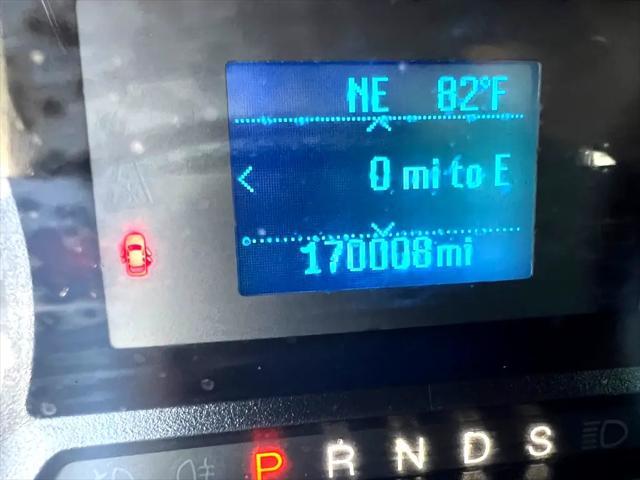 NE 82°F
0 mi to E
170008mi
P R N D S